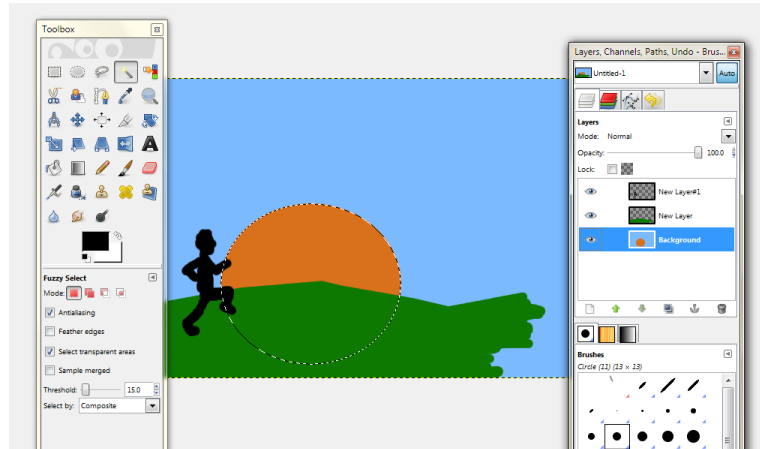 Toolbox
Fuzzy Select
Mode:
Antialiasing
Feather edges
Select transparent areas
Sample merged
Threshold: 15.0
Select by: Composite
Layers, Channels, Paths, Undo - Brus...
Untitled-1
Auto
Layers
Mode: Normal
Opacity: 100.0
Lock:
New Layer#1
New Layer
Background
Brushes
Circle (11) (13 × 13)